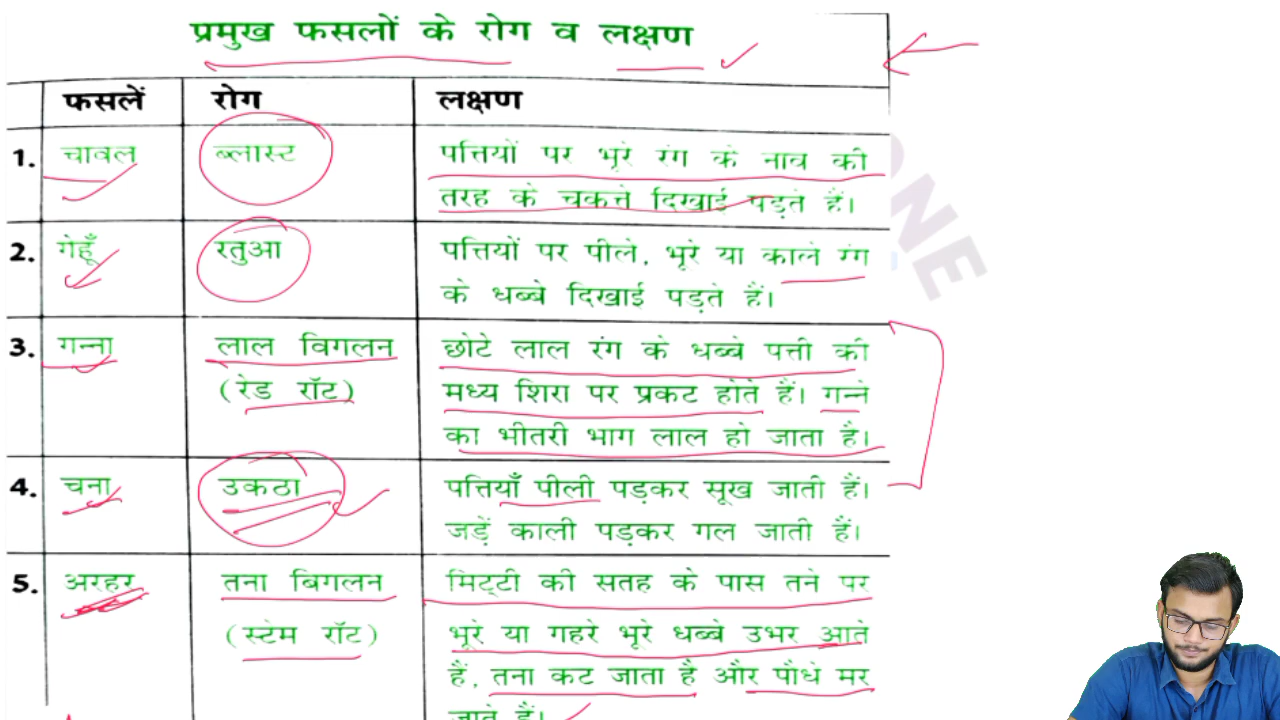 प्रमुख फसलों के रोग व लक्षण
फसलें रोग लक्षण
1. चावल ब्लास्ट पत्तियों पर भूरे रंग के नाव की
तरह के चकत्ते दिखाई पड़ते हैं।
2. गेहूँ रतुआ पत्तियों पर पीले, भूरे या काले रंग
के धब्बे दिखाई पड़ते हैं।
3. गन्ना लाल विगलन छोटे लाल रंग के धब्बे पत्ती की
(रेड रॉट) मध्य शिरा पर प्रकट होते हैं। गन्ने
का भीतरी भाग लाल हो जाता है।
4. चना उकठा पत्तियाँ पीली पड़कर सूख जाती हैं।
जड़ें काली पड़कर गल जाती हैं।
5. अरहर तना बिगलन मिट्टी की सतह के पास तने पर
(स्टेम रॉट) भूरे या गहरे भूरे धब्बे उभर आते
हैं, तना कट जाता है और पौधे मर
जाते हैं।